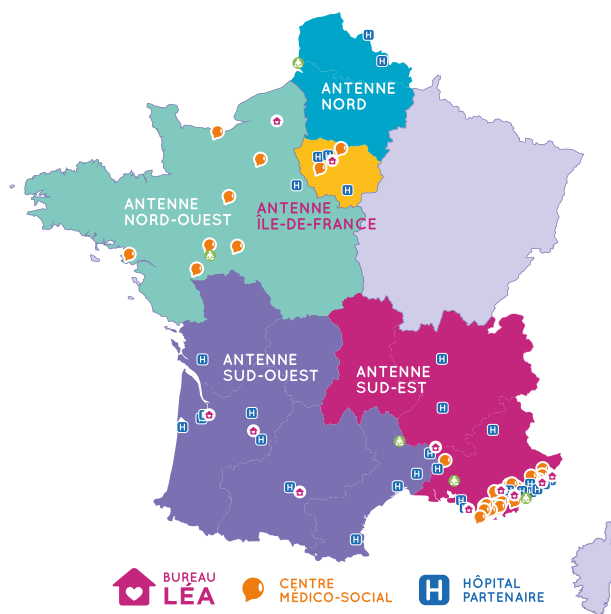 ANTENNE
NORD
ANTENNE
NORD-OUEST
ANTENNE
ÎLE-DE-FRANCE
ANTENNE
SUD-OUEST
ANTENNE
SUD-EST
BUREAU
LÉA
CENTRE
MÉDICO-SOCIAL
H
HÔPITAL
PARTENAIRE